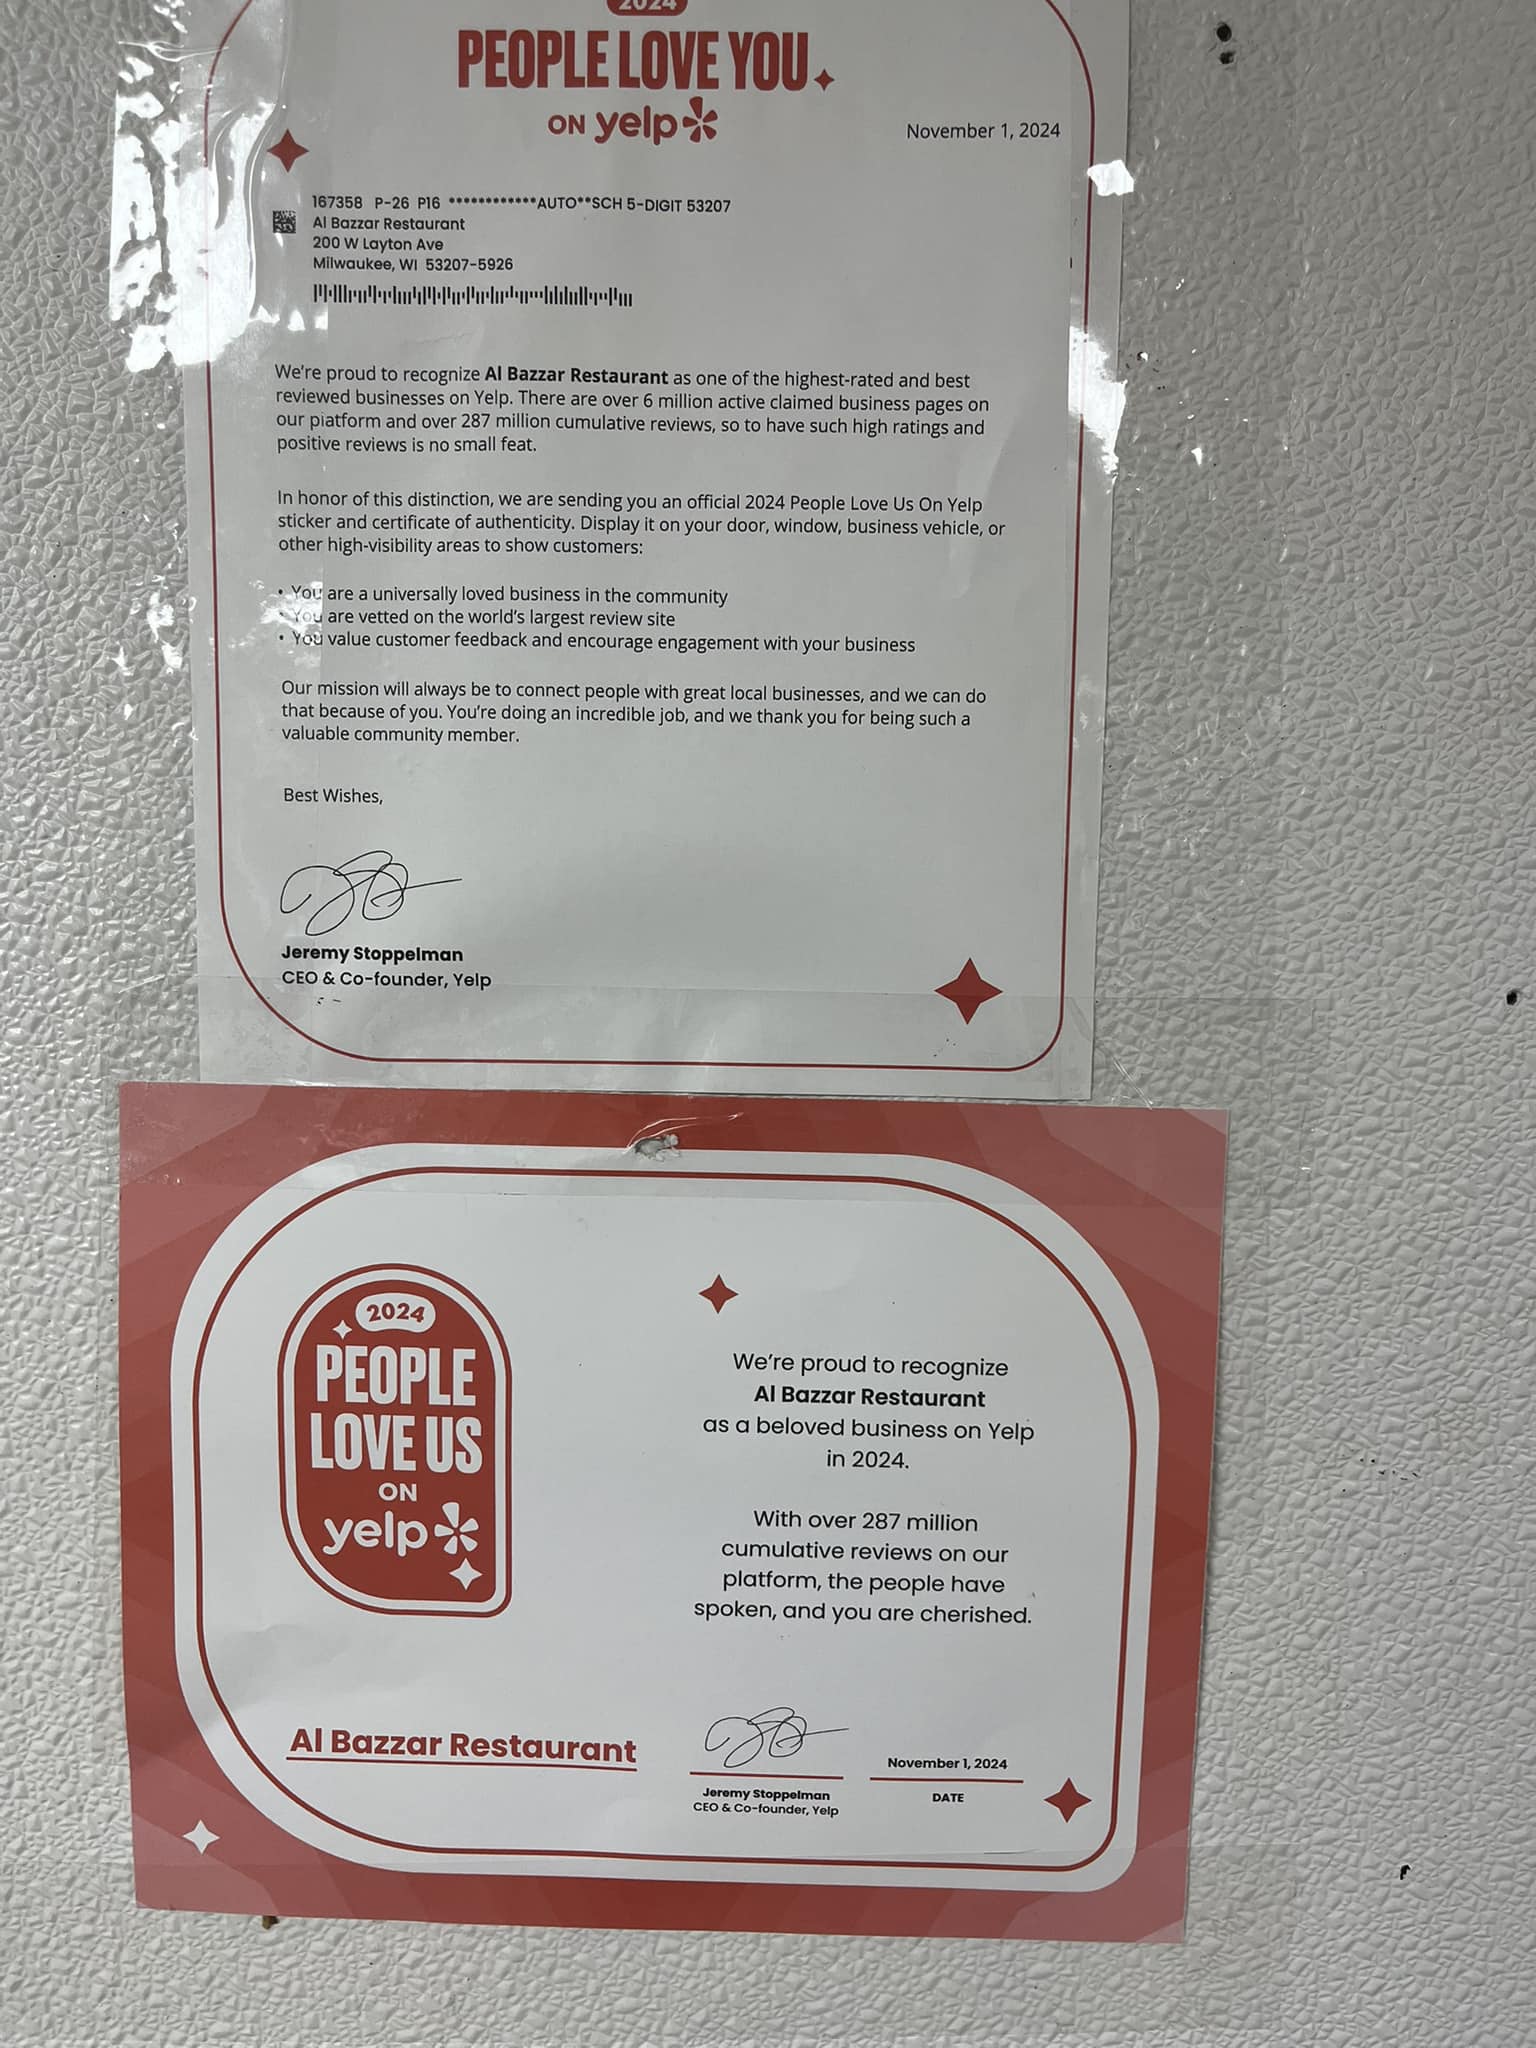 2024
PEOPLE LOVE YOU
ON yelp
November 1, 2024
167358 P-26 P16 ************AUTO**SCH 5-DIGIT 53207
Al Bazzar Restaurant
200 W Layton Ave
Milwaukee, WI 53207-5926
We're proud to recognize Al Bazzar Restaurant as one of the highest-rated and best
reviewed businesses on Yelp. There are over 6 million active claimed business pages on
our platform and over 287 million cumulative reviews, so to have such high ratings and
positive reviews is no small feat.
In honor of this distinction, we are sending you an official 2024 People Love Us On Yelp
sticker and certificate of authenticity. Display it on your door, window, business vehicle, or
other high-visibility areas to show customers:
• You are a universally loved business in the community
• You are vetted on the world's largest review site
• You value customer feedback and encourage engagement with your business
Our mission will always be to connect people with great local businesses, and we can do
that because of you. You're doing an incredible job, and we thank you for being such a
valuable community member.
Best Wishes,
Jeremy Stoppelman
CEO & Co-founder, Yelp
2024
PEOPLE
LOVE US
ON
yelp
We're proud to recognize
Al Bazzar Restaurant
as a beloved business on Yelp
in 2024.
With over 287 million
cumulative reviews on our
platform, the people have
spoken, and you are cherished.
Al Bazzar Restaurant
Jeremy Stoppelman
CEO & Co-founder, Yelp
November 1, 2024
DATE